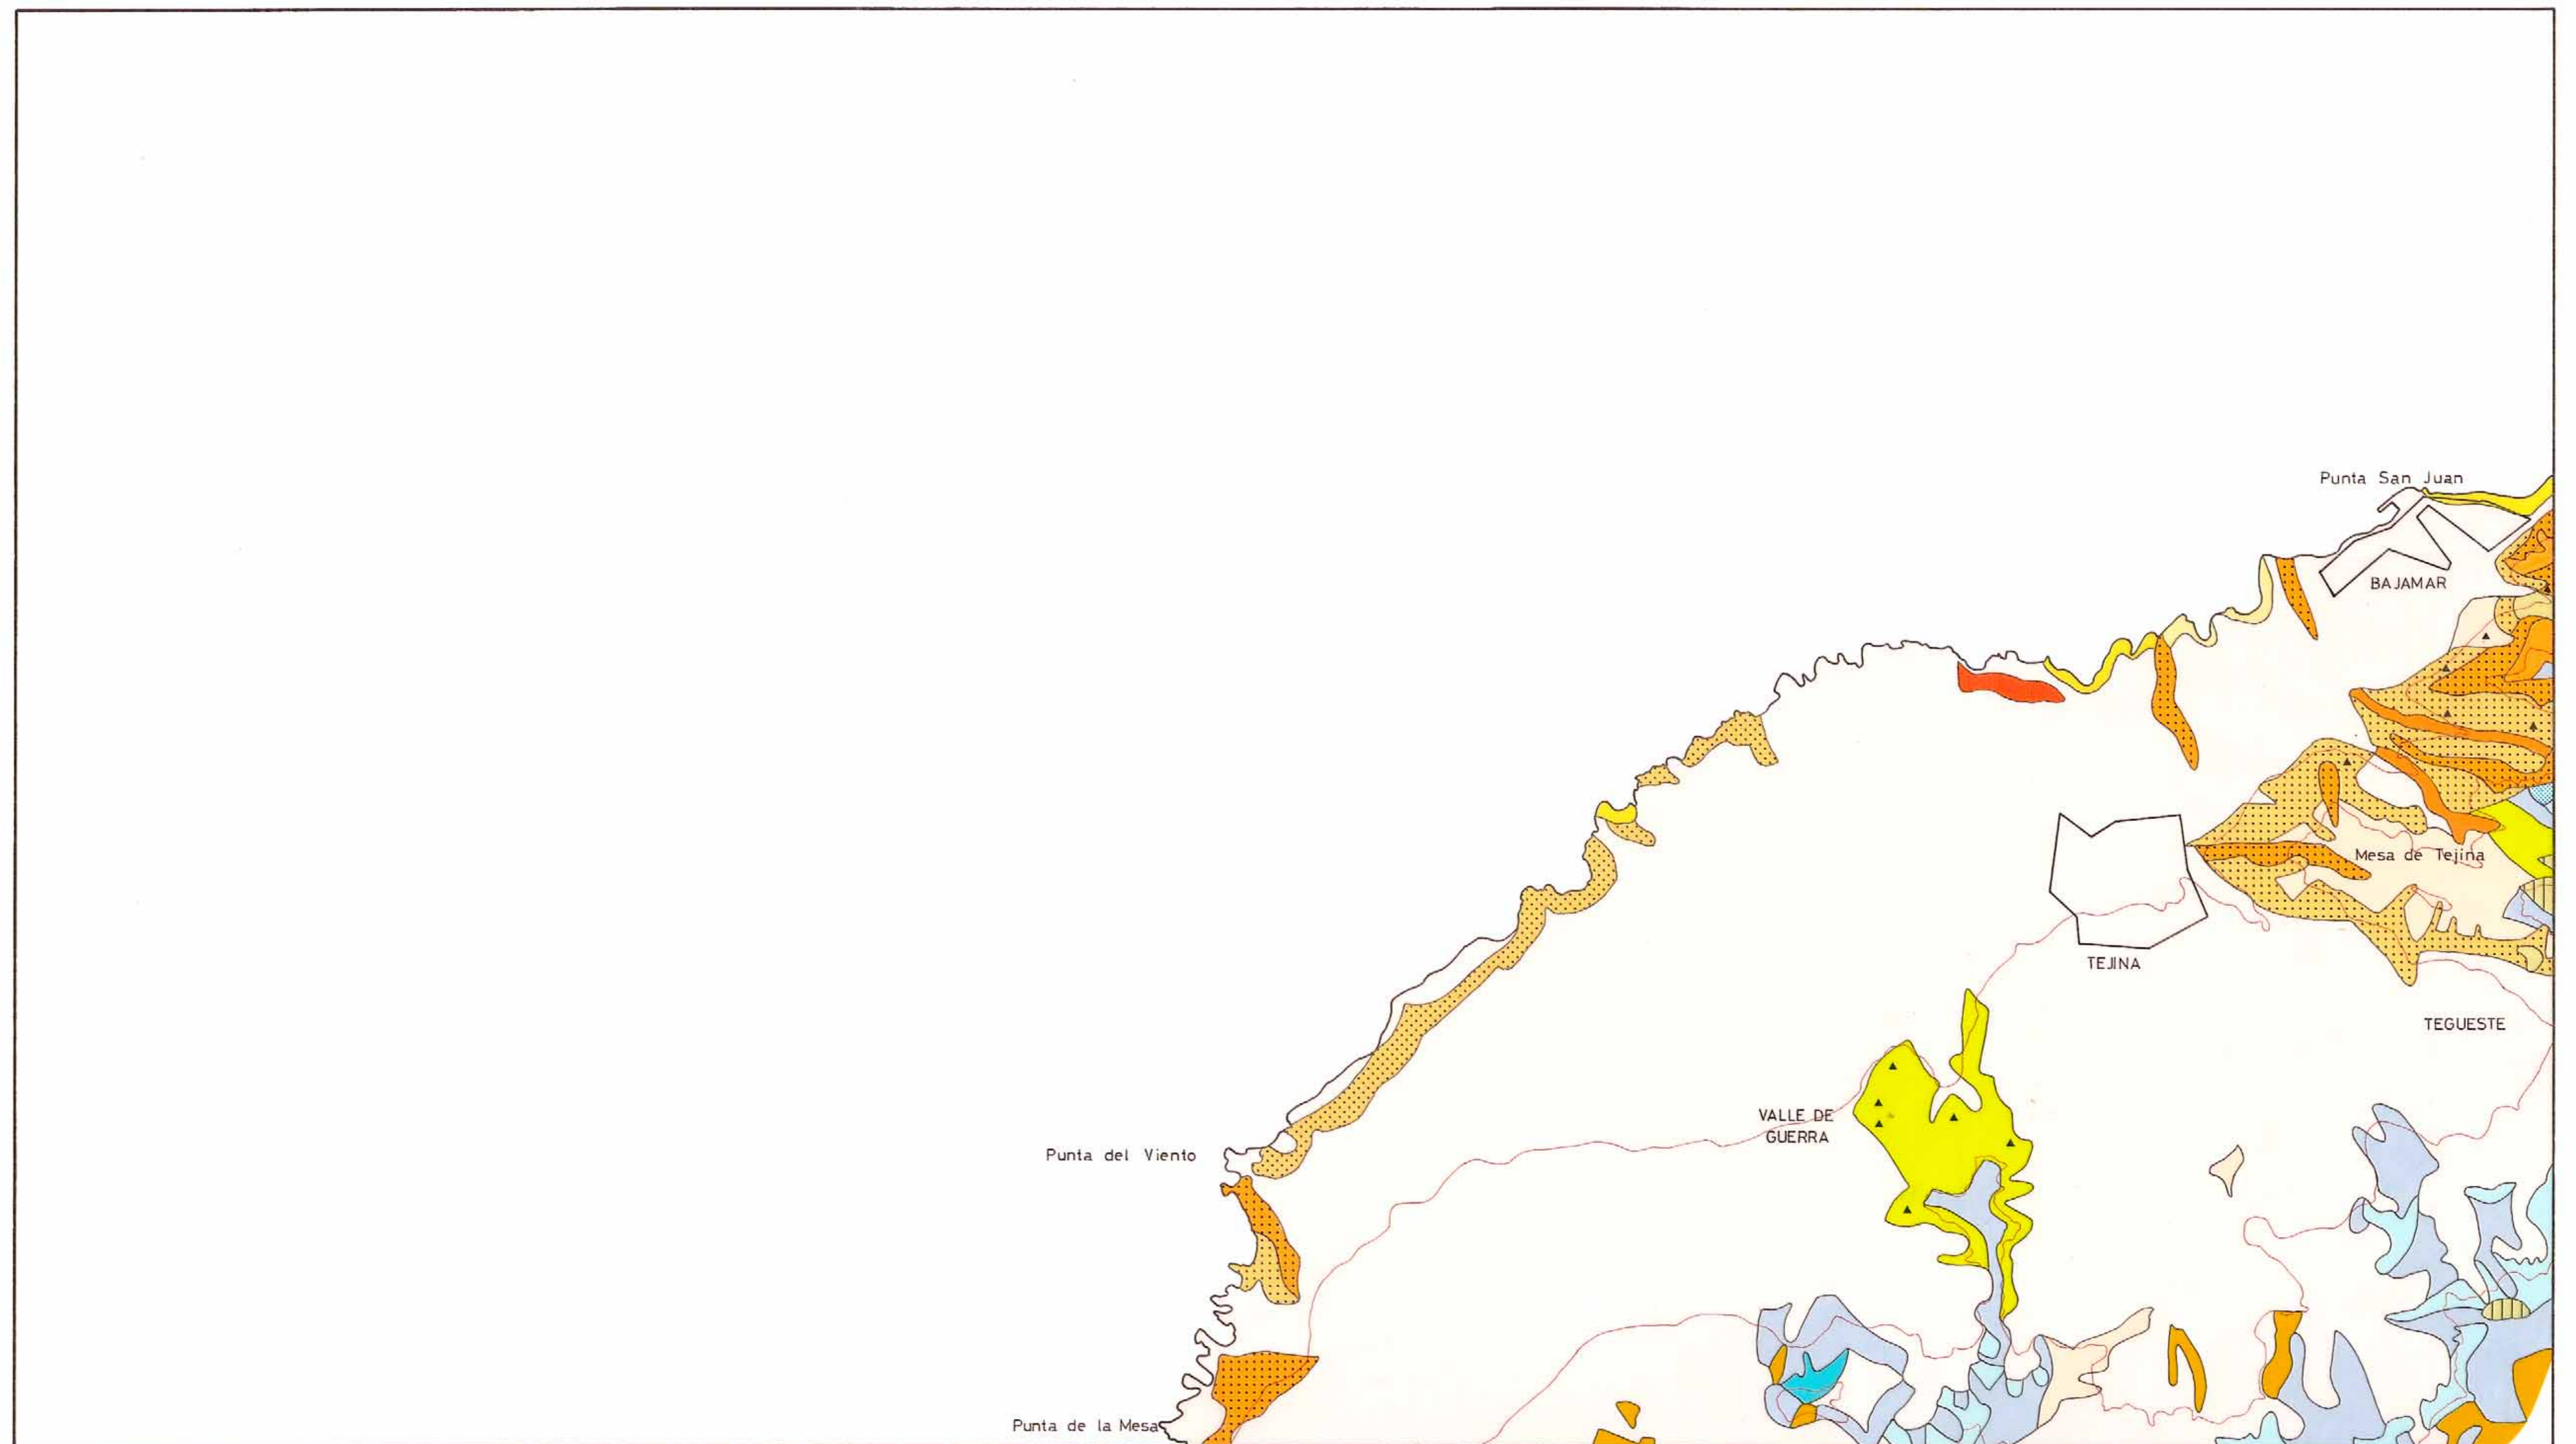 Punta San Juan
BAJAMAR
Mesa de Tejina
TEJINA
TEGUESTE
VALLE DE
GUERRA
Punta del Viento
Punta de la Mesa